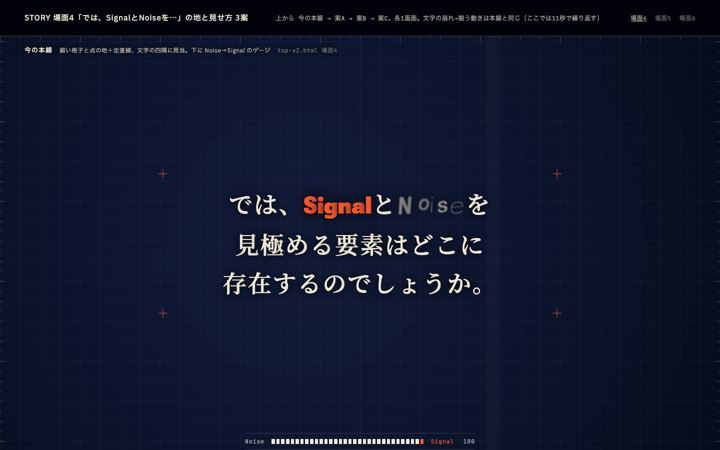 STORY 場面4「では、SignalとNoiseを…」の地と見せ方 3案
上から 今の本線 → 案A → 案B → 案C。各1画面。文字の崩れ→揃う動きは本線と同じ（ここでは11秒で繰り返す）
場面4 場面5 場面6
今の本線 細い格子と点の地＋走査線、文字の四隅に見当。下に Noise→Signal のゲージ top-v2.html 場面4
では、SignalとNoiseを
見極める要素はどこに
存在するのでしょうか。
Noise Signal 100